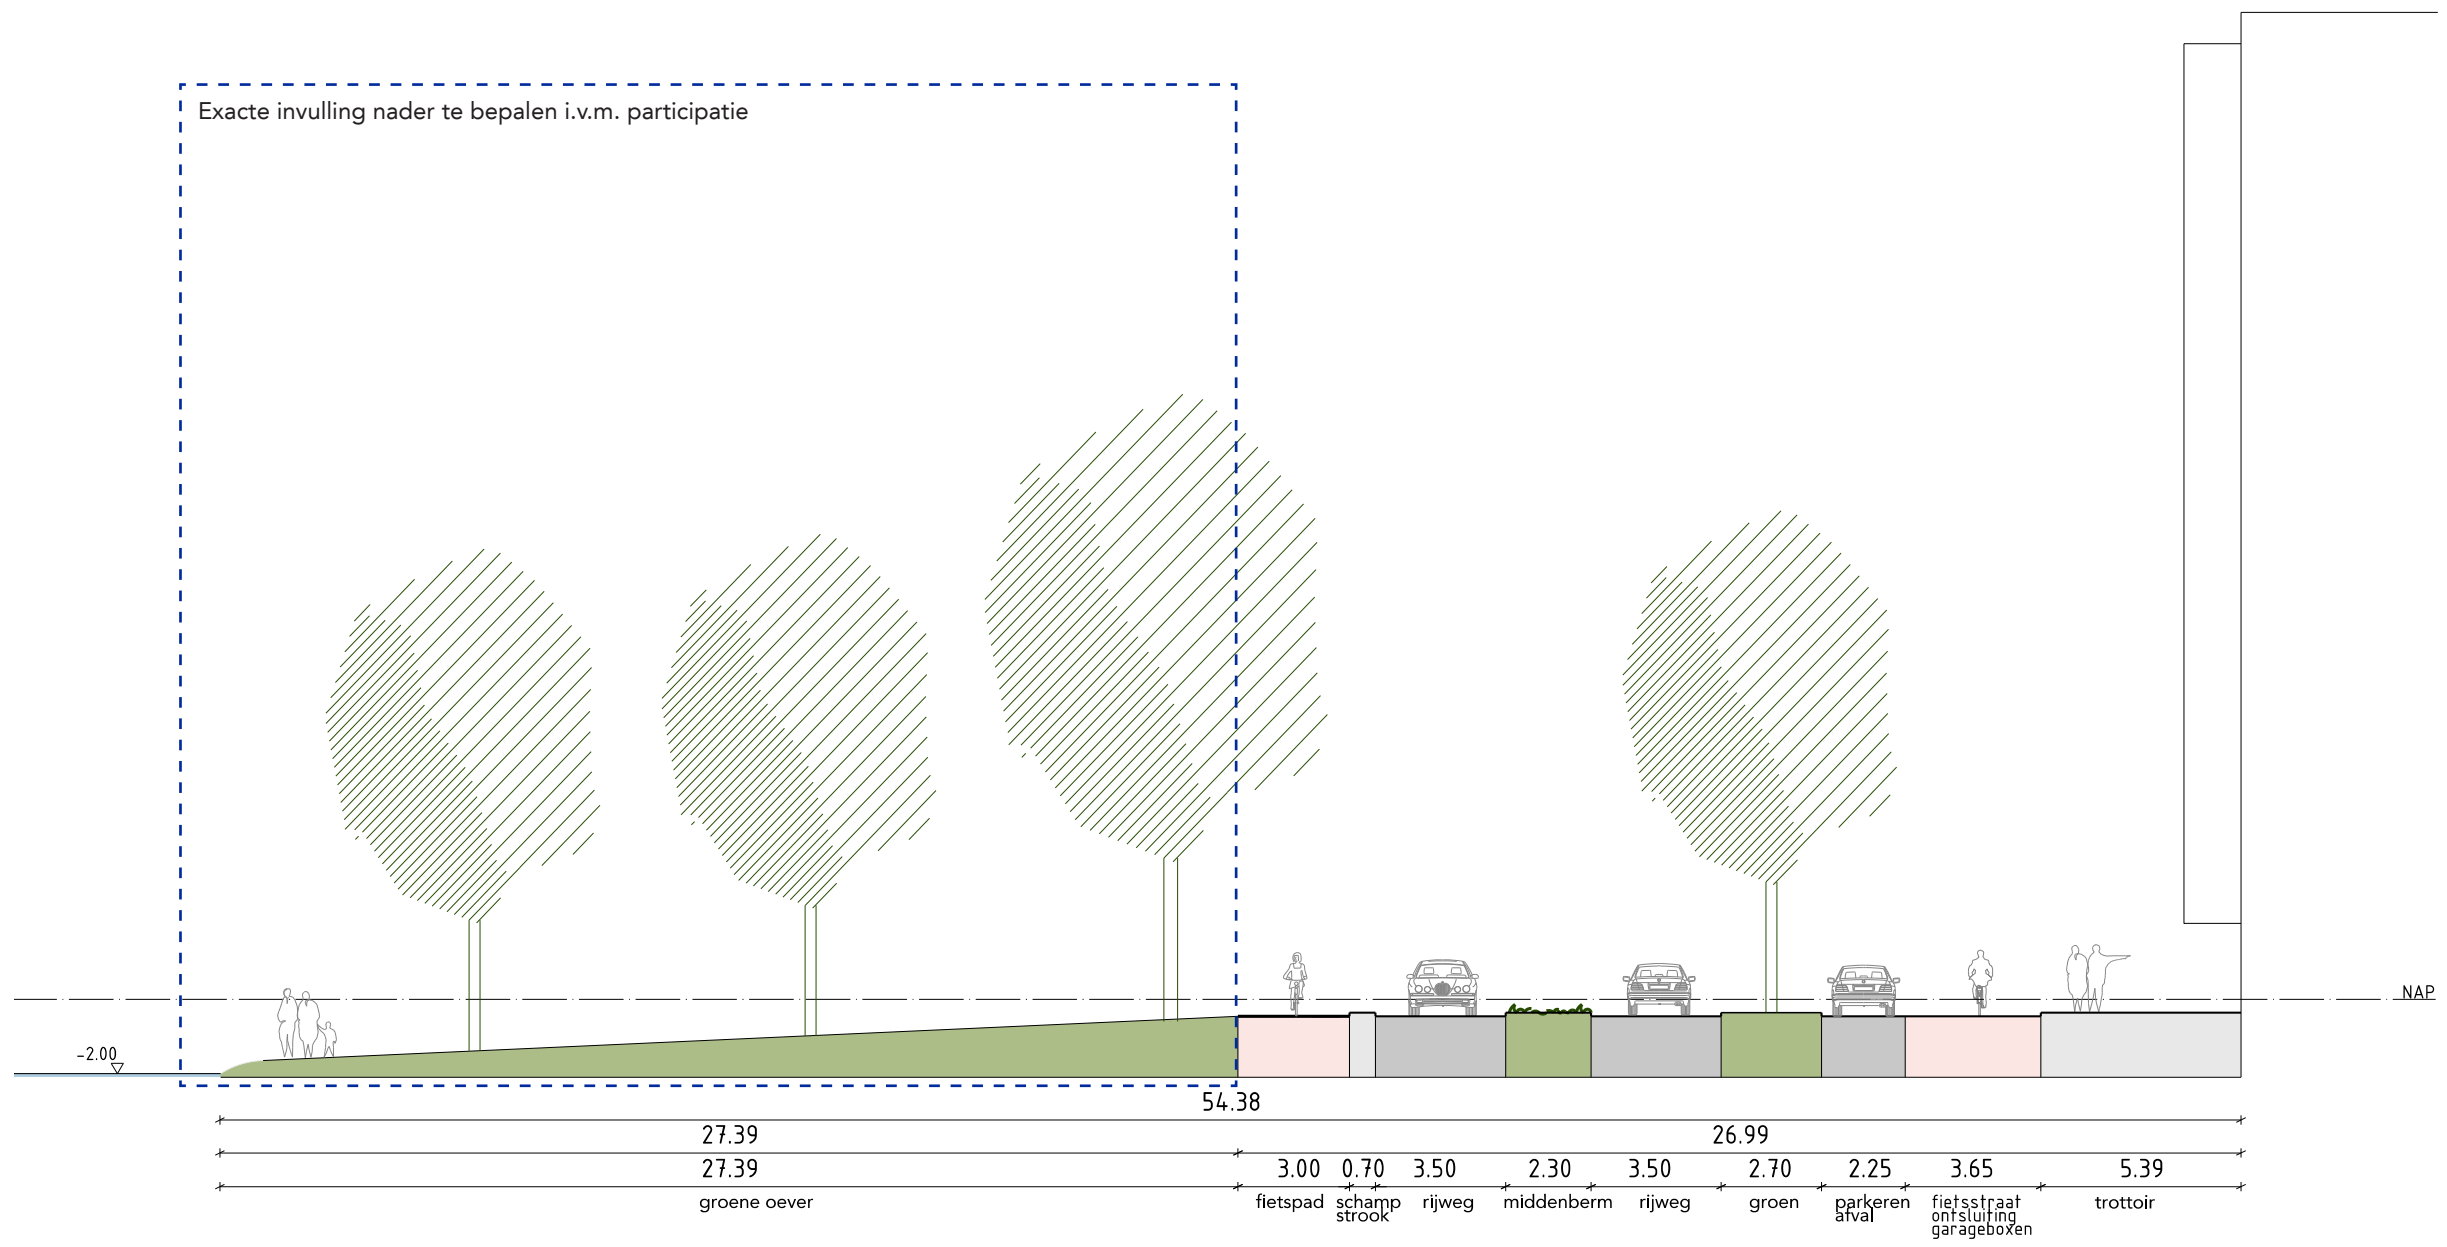 Exacte invulling nader te bepalen i.v.m. participatie
NAP
-2.00
54.38
27.39 26.99
27.39 3.00 0.70 3.50 2.30 3.50 2.70 2.25 3.65 5.39
groene oever fietspad schamp rijweg middenberm rijweg groen parkeren fietsstraat trottoir
strook afval ontsluiting
garageboxen